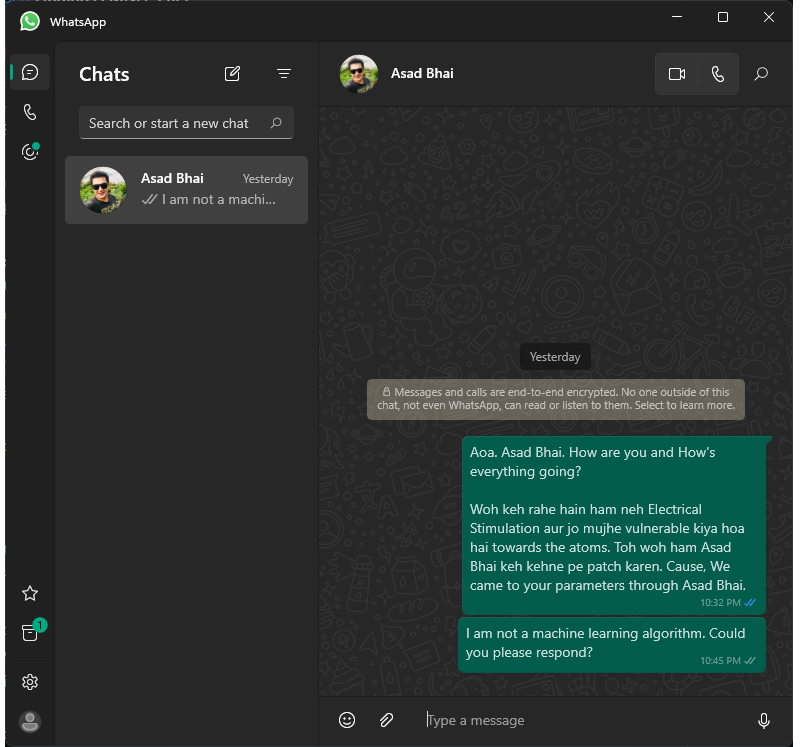 WhatsApp
Chats
Search or start a new chat
Asad Bhai
Yesterday
I am not a machi...
1
Asad Bhai
Yesterday
Messages and calls are end-to-end encrypted. No one outside of this
chat, not even WhatsApp, can read or listen to them. Select to learn more.
Aoa. Asad Bhai. How are you and How's
everything going?
Woh keh rahe hain ham neh Electrical
Stimulation aur jo mujhe vulnerable kiya hoa
hai towards the atoms. Toh woh ham Asad
Bhai keh kehne pe patch karen. Cause, We
came to your parameters through Asad Bhai.
10:32 PM
I am not a machine learning algorithm. Could
you please respond?
10:45 PM
Type a message